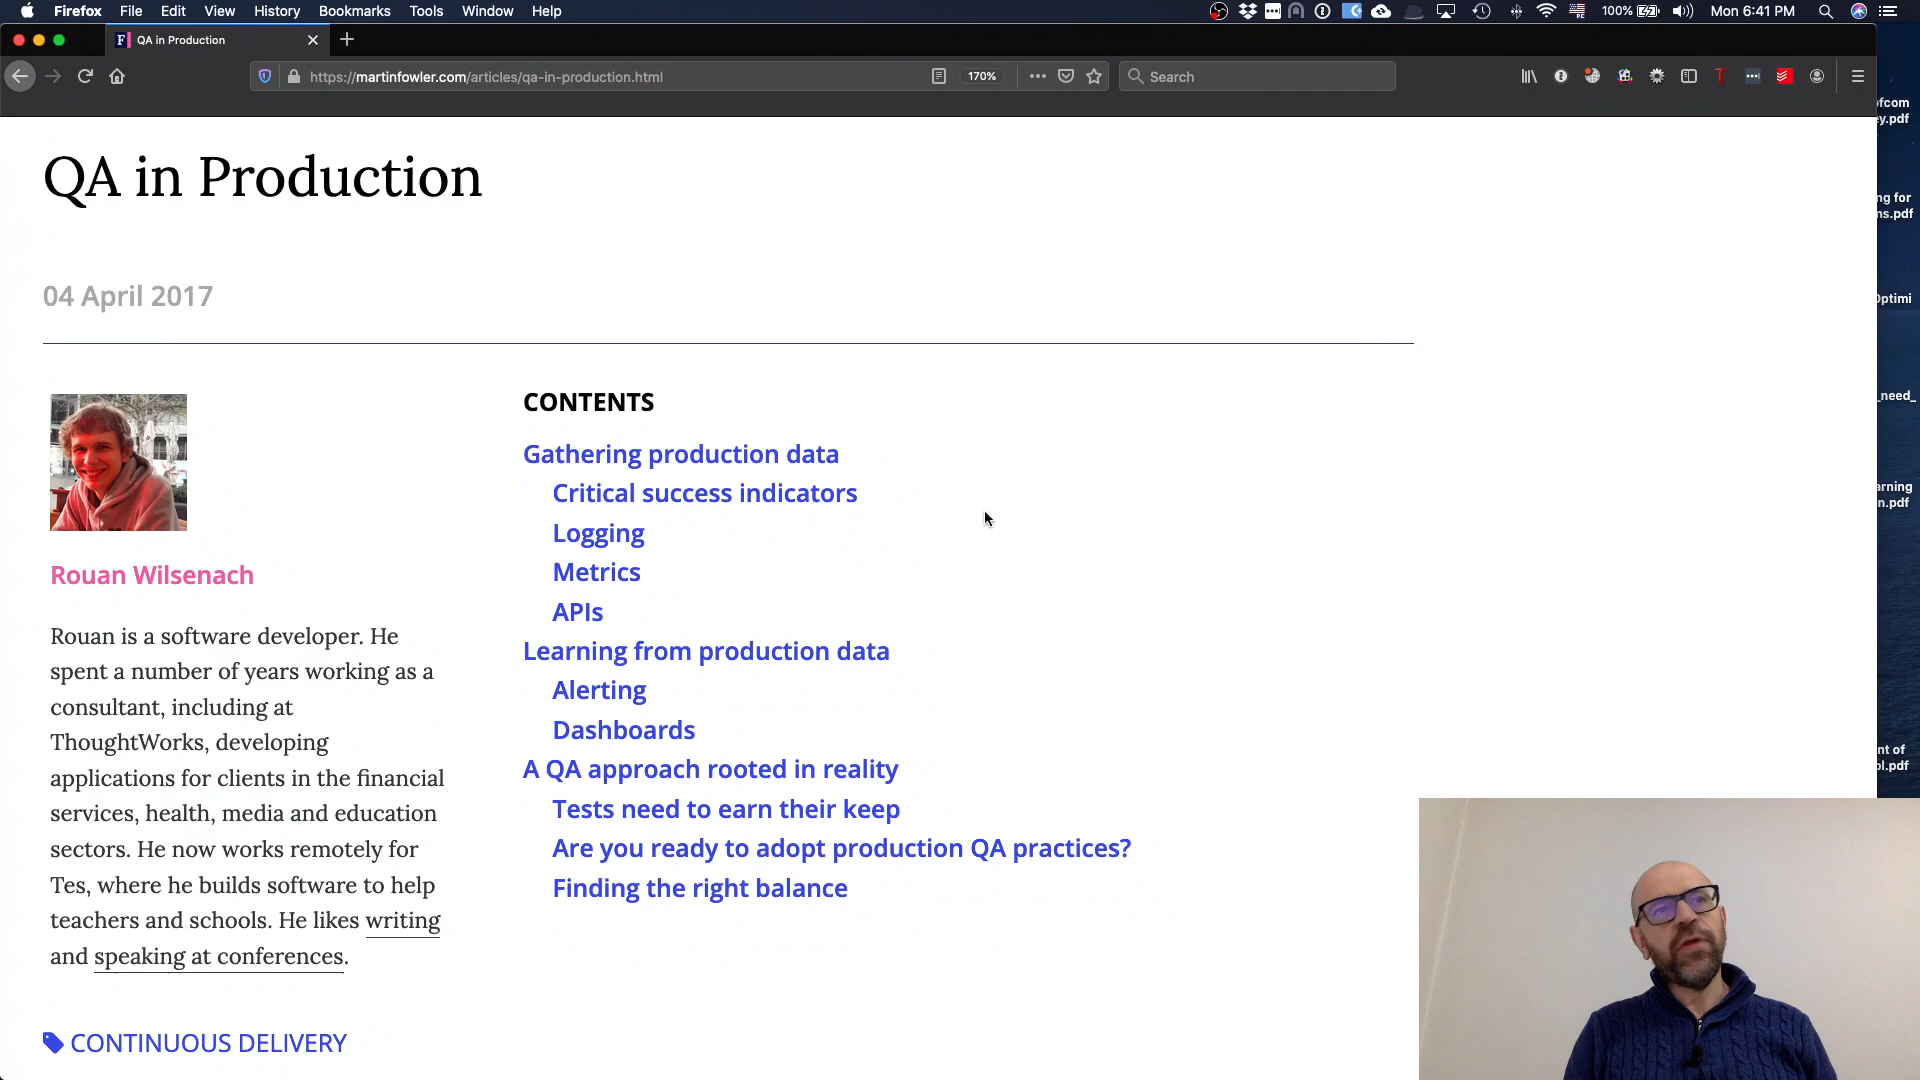 Firefox File Edit View History Bookmarks Tools Window Help 100% Mon 6:41 PM
QA in Production
https://martinfowler.com/articles/qa-in-production.html 170% Search
QA in Production
04 April 2017
Rouan Wilsenach
Rouan is a software developer. He
spent a number of years working as a
consultant, including at
ThoughtWorks, developing
applications for clients in the financial
services, health, media and education
sectors. He now works remotely for
Tes, where he builds software to help
teachers and schools. He likes writing
and speaking at conferences.
CONTINUOUS DELIVERY
CONTENTS
Gathering production data
Critical success indicators
Logging
Metrics
APIs
Learning from production data
Alerting
Dashboards
A QA approach rooted in reality
Tests need to earn their keep
Are you ready to adopt production QA practices?
Finding the right balance